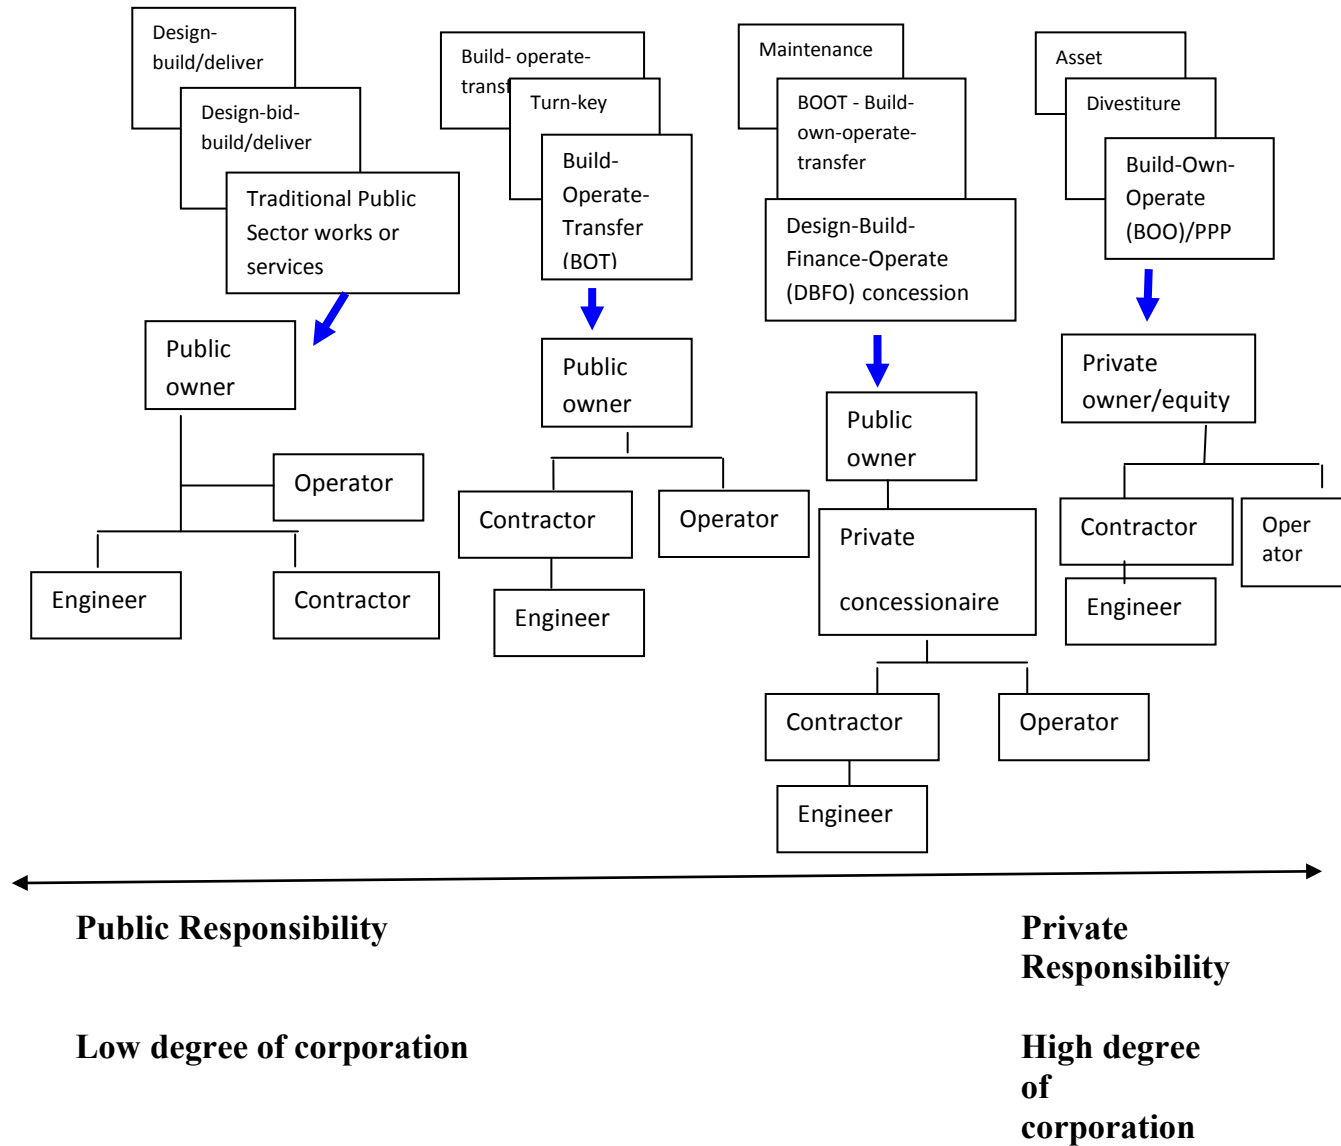 Design-
build/deliver
Design-bid-
build/deliver
Traditional Public
Sector works or
services
Public
owner
Operator
Engineer
Contractor
Build- operate-
Turn-key
Build-
Operate-
Transfer
(BOT)
Public
owner
Contractor
Operator
Engineer
Maintenance
BOOT - Build-
own-operate-
transfer
Design-Build-
Finance-Operate
(DBFO) concession
Public
owner
Private
concessionaire
Contractor
Operator
Engineer
Asset
Divestiture
Build-Own-
Operate
(BOO)/PPP
Private
owner/equity
Contractor
Oper
ator
Engineer
Public Responsibility
Private
Responsibility
Low degree of corporation
High degree
of
corporation